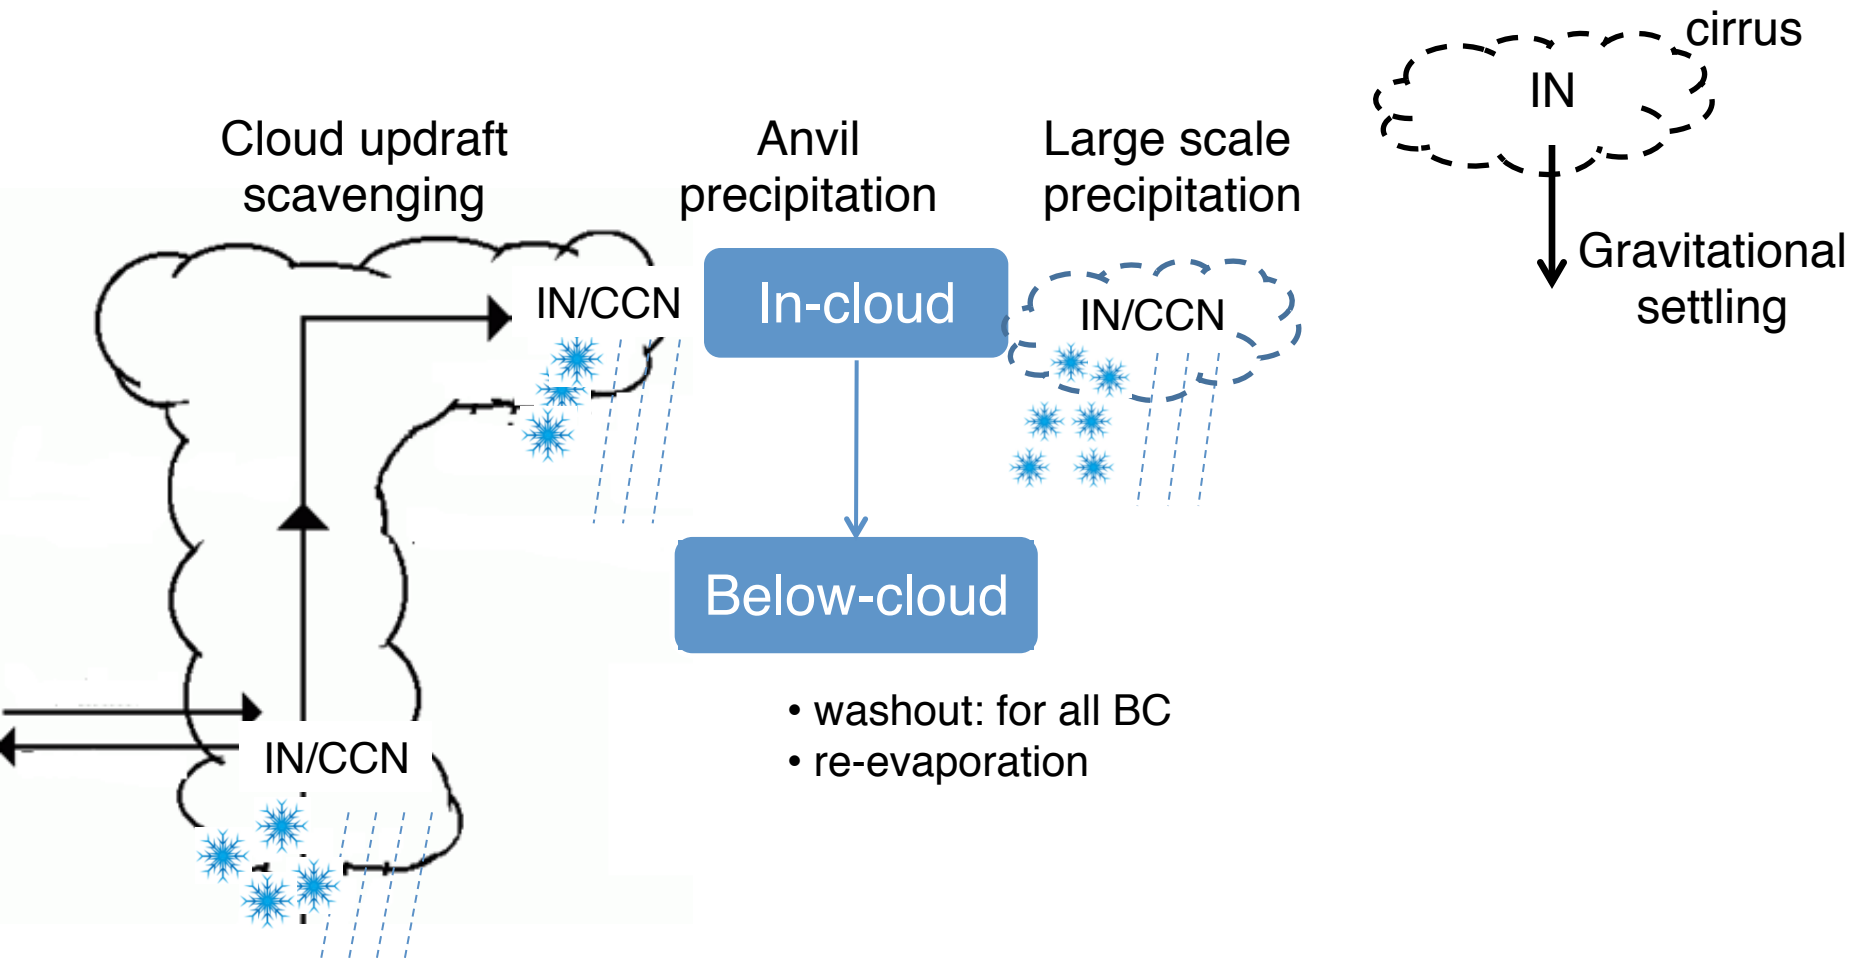 cirrus
IN
Cloud updraft
scavenging
Anvil
precipitation
Large scale
precipitation
Gravitational
settling
IN/CCN
In-cloud
IN/CCN
Below-cloud
• washout: for all BC
• re-evaporation
IN/CCN